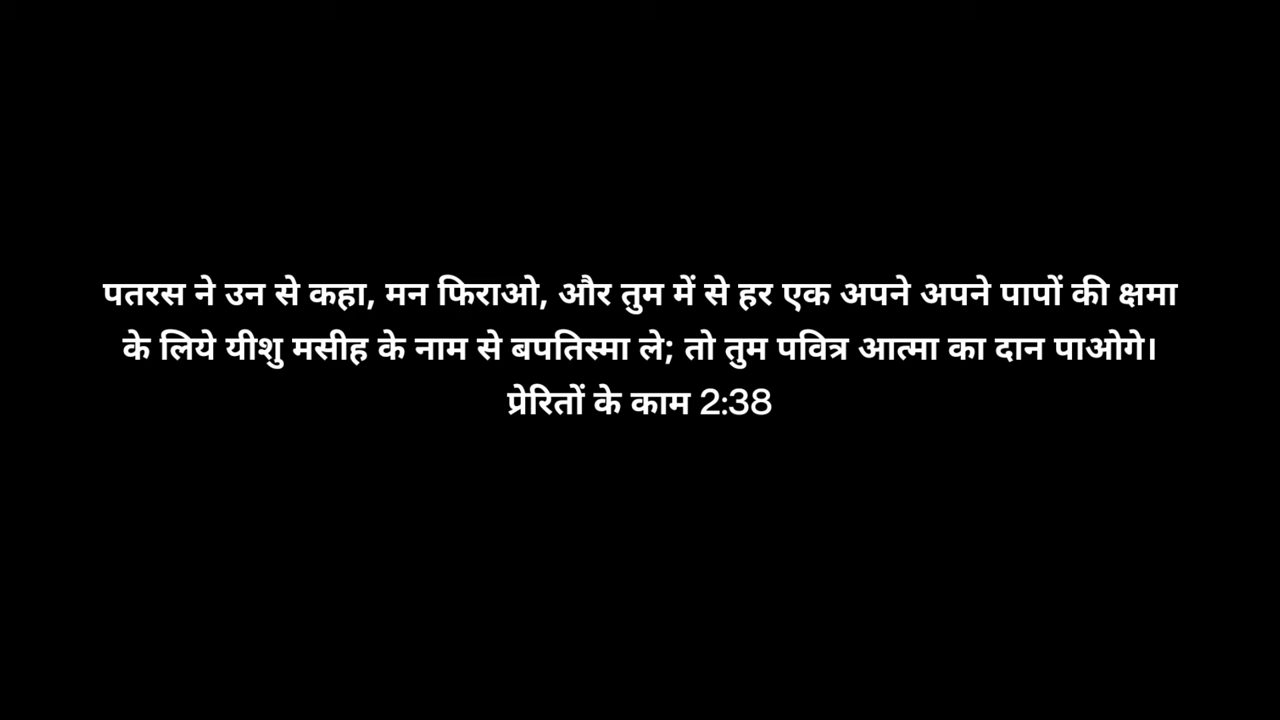 पतरस ने उन से कहा, मन फिराओ, और तुम में से हर एक अपने अपने पापों की क्षमा
के लिये यीशु मसीह के नाम से बपतिस्मा ले; तो तुम पवित्र आत्मा का दान पाओगे।
प्रेरितों के काम 2:38